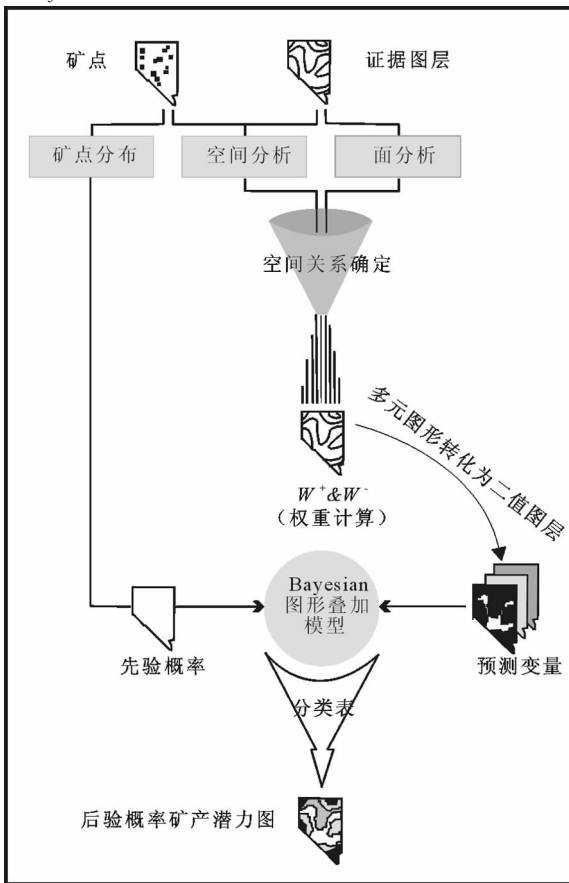 矿点
证据图层
矿点分布
空间分析
面分析
空间关系确定
多元图形转化为二值图层
W⁺&W⁻
（权重计算）
Bayesian
图形叠加
模型
先验概率
预测变量
分类表
后验概率矿产潜力图